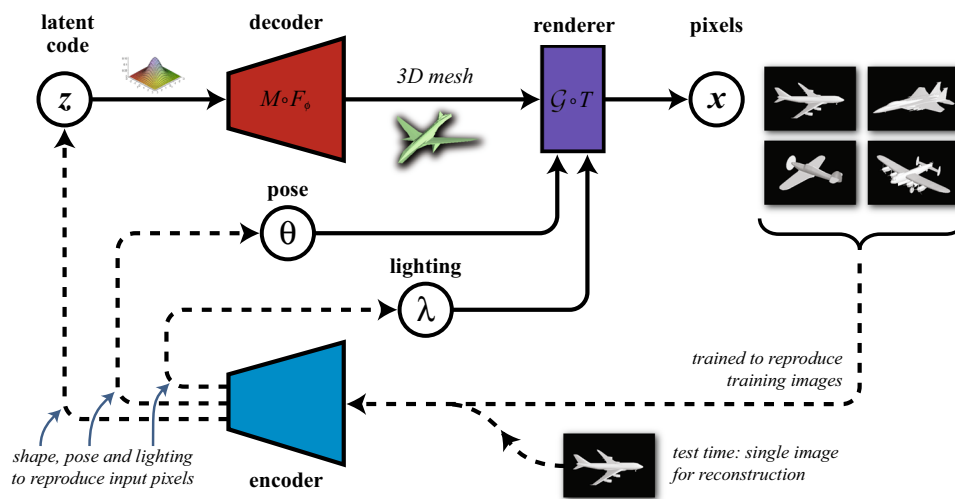 latent
code
decoder
renderer
pixels
z
M∘F𝜙
3D mesh
𝒢∘T
x
pose
θ
lighting
λ
trained to reproduce
training images
shape, pose and lighting
to reproduce input pixels
encoder
test time: single image
for reconstruction